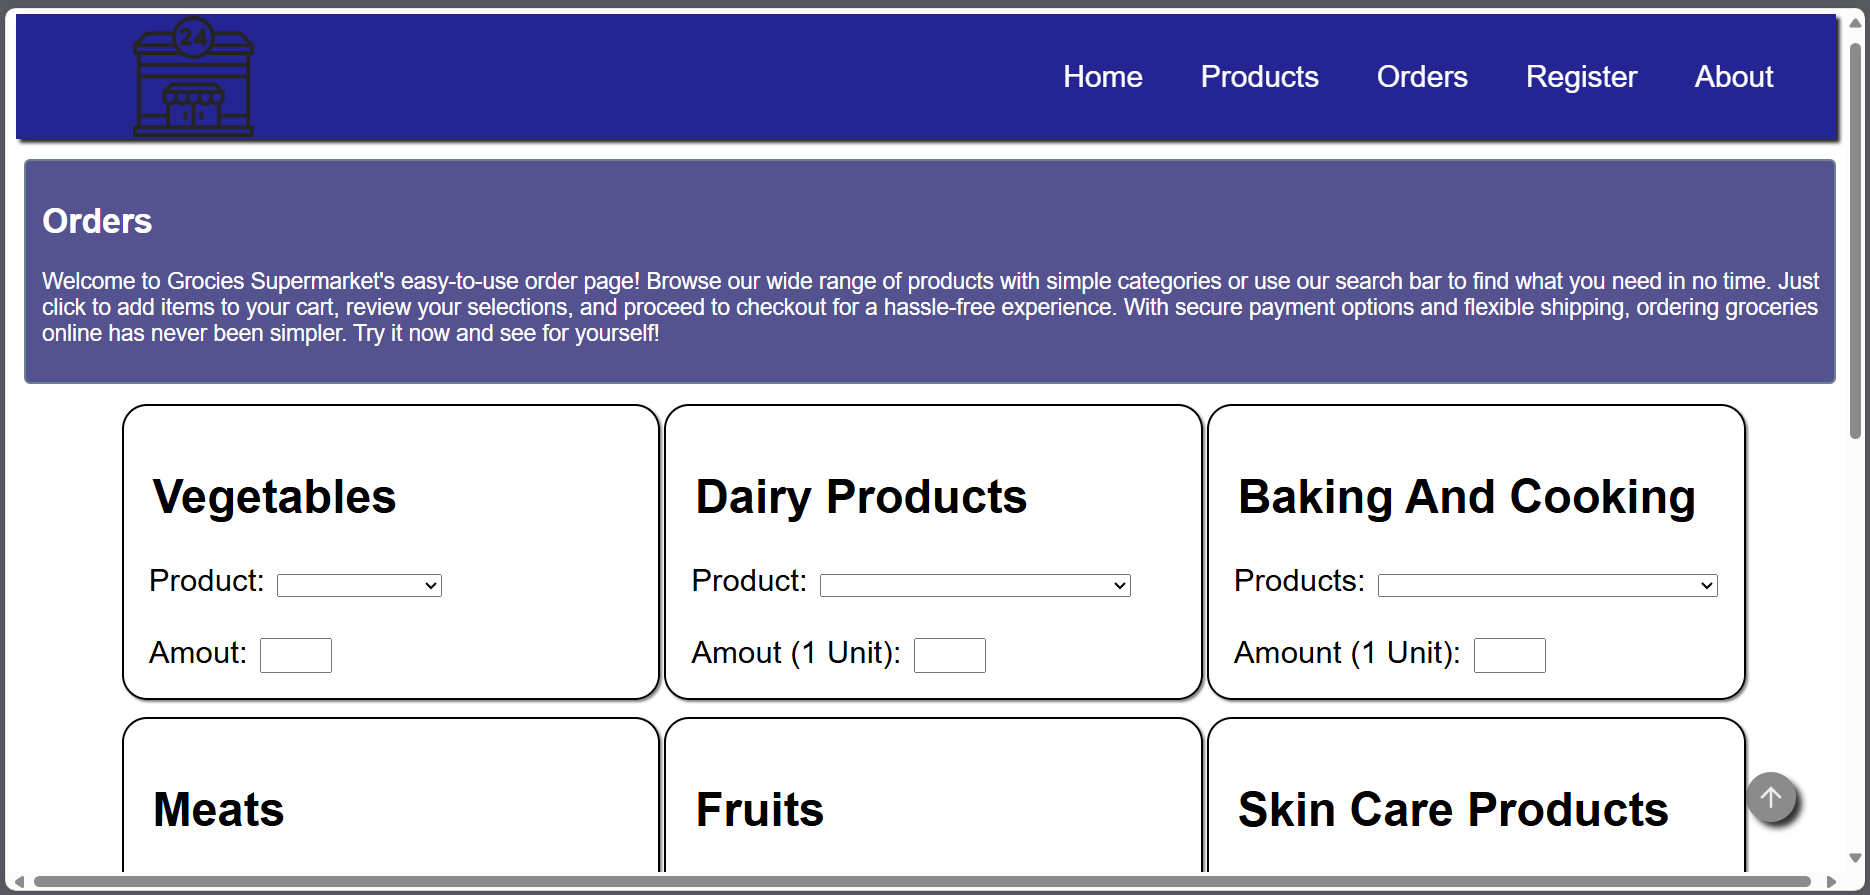 24
Home Products Orders Register About
Orders
Welcome to Grocies Supermarket's easy-to-use order page! Browse our wide range of products with simple categories or use our search bar to find what you need in no time. Just
click to add items to your cart, review your selections, and proceed to checkout for a hassle-free experience. With secure payment options and flexible shipping, ordering groceries
online has never been simpler. Try it now and see for yourself!
Vegetables
Product:
Amout:
Dairy Products
Product:
Amout (1 Unit):
Baking And Cooking
Products:
Amount (1 Unit):
Meats
Fruits
Skin Care Products